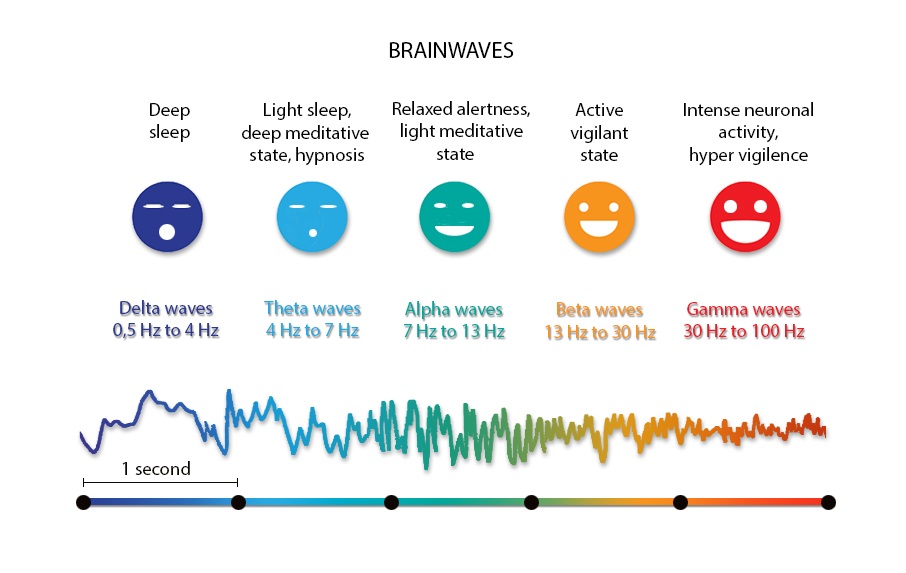 BRAINWAVES
Deep
sleep
Light sleep,
deep meditative
state, hypnosis
Relaxed alertness,
light meditative
state
Active
vigilant
state
Intense neuronal
activity,
hyper vigilence
Delta waves
0,5 Hz to 4 Hz
Theta waves
4 Hz to 7 Hz
Alpha waves
7 Hz to 13 Hz
Beta waves
13 Hz to 30 Hz
Gamma waves
30 Hz to 100 Hz
1 second